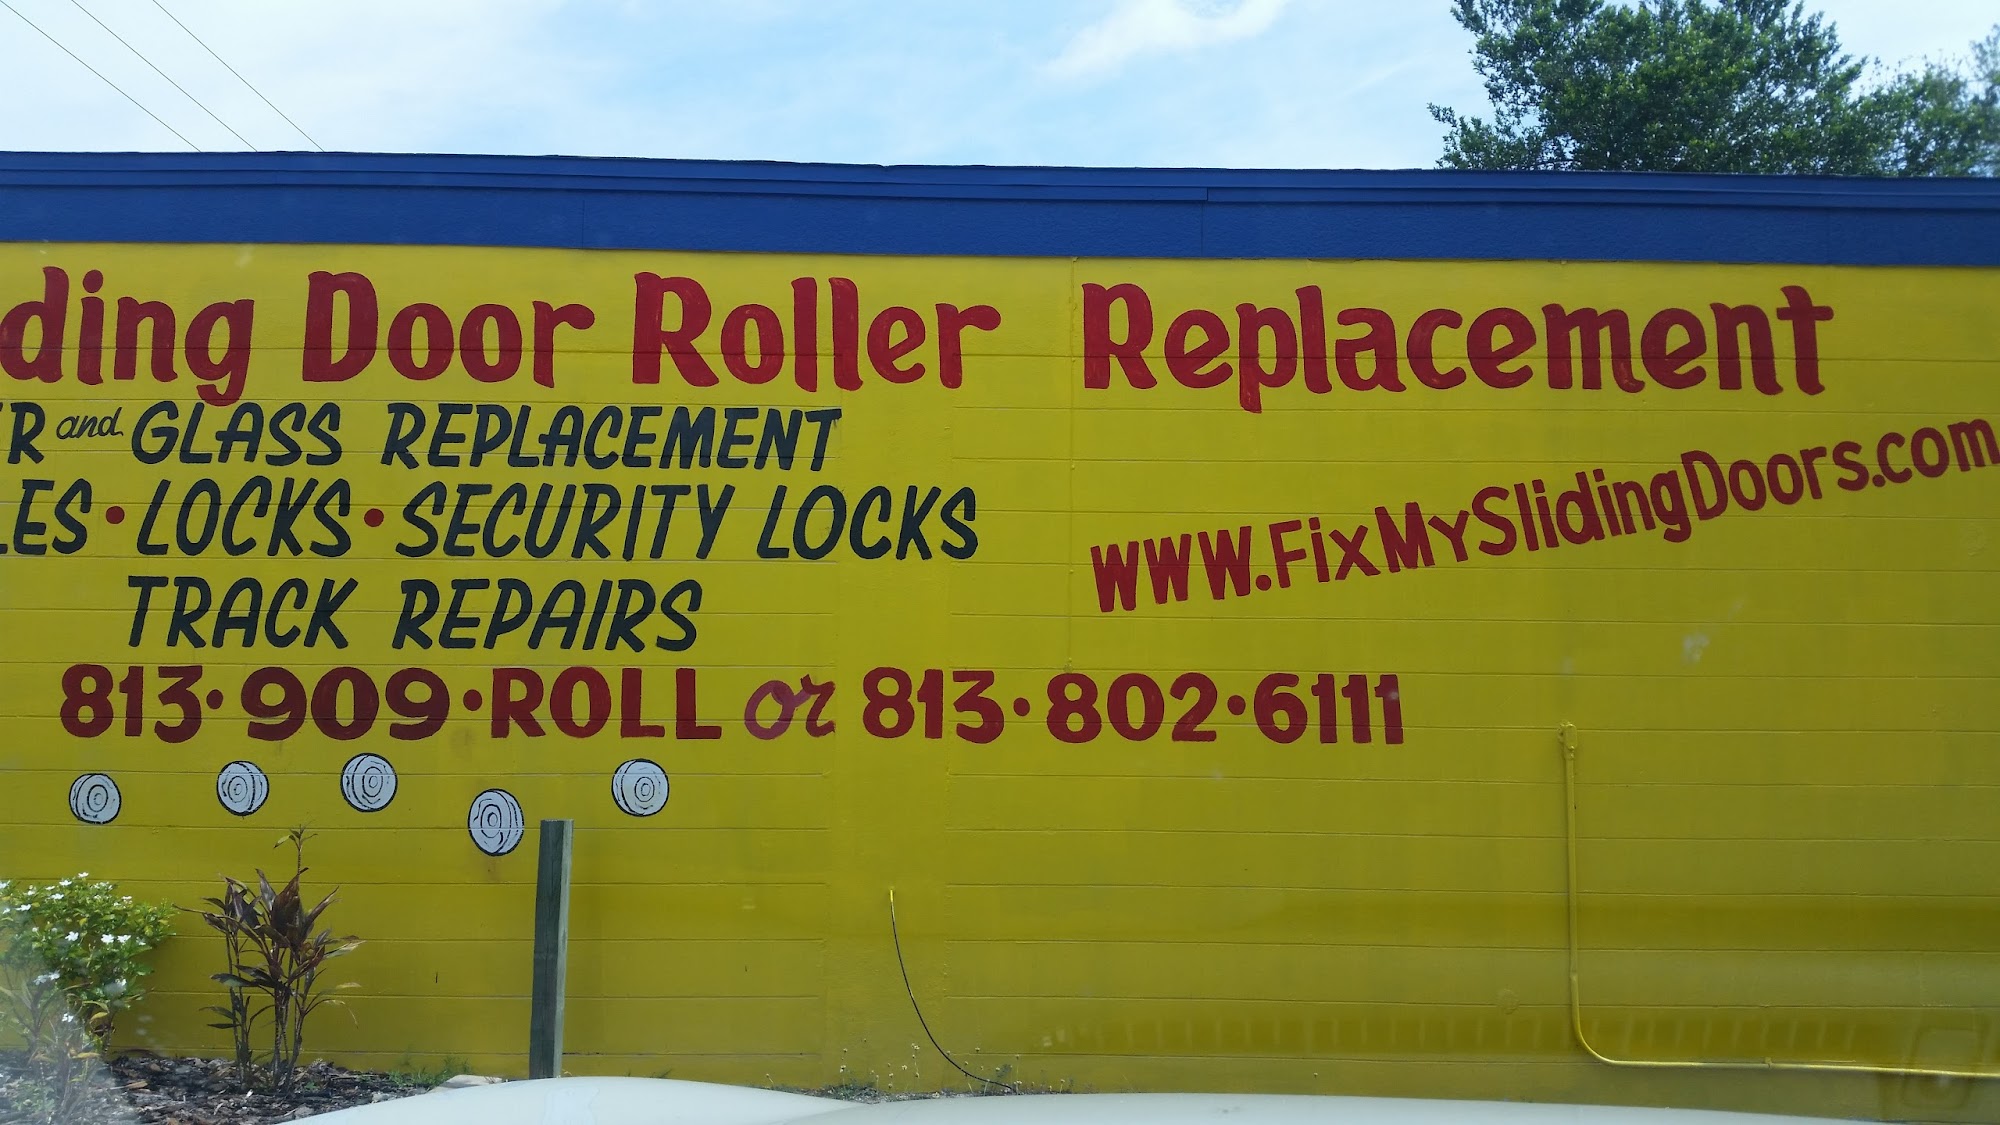 ding Door Roller Replacement
R and GLASS REPLACEMENT
www.FixMySlidingDoors.com
LES • LOCKS • SECURITY LOCKS
TRACK REPAIRS
813•909•ROLL or 813•802•6111